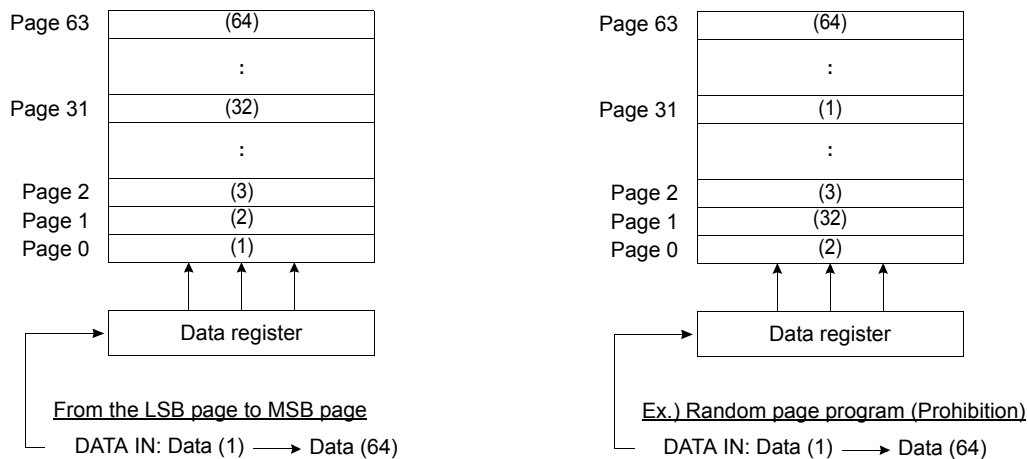 Page 63 (64)
:
Page 31 (32)
:
Page 2 (3)
Page 1 (2)
Page 0 (1)
Data register
From the LSB page to MSB page
DATA IN: Data (1) Data (64)
Page 63 (64)
:
Page 31 (1)
:
Page 2 (3)
Page 1 (32)
Page 0 (2)
Data register
Ex.) Random page program (Prohibition)
DATA IN: Data (1) Data (64)